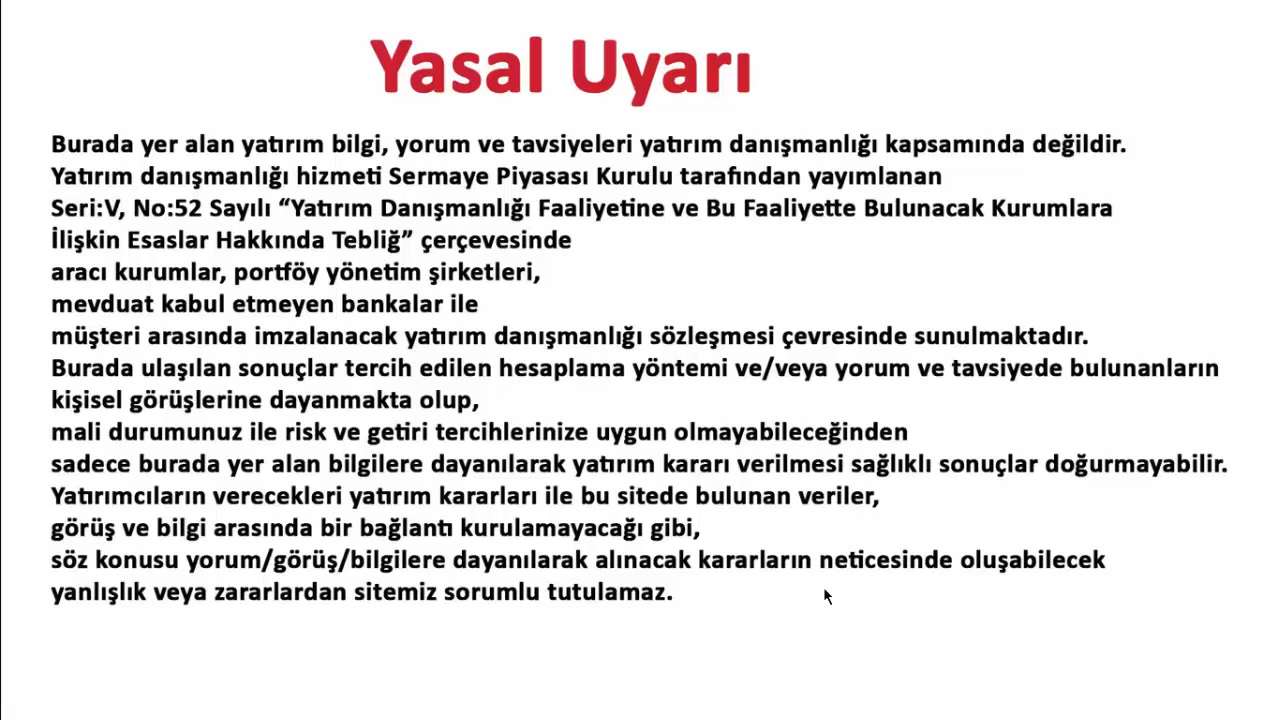 Yasal Uyarı
Burada yer alan yatırım bilgi, yorum ve tavsiyeleri yatırım danışmanlığı kapsamında değildir.
Yatırım danışmanlığı hizmeti Sermaye Piyasası Kurulu tarafından yayımlanan
Seri:V, No:52 Sayılı “Yatırım Danışmanlığı Faaliyetine ve Bu Faaliyette Bulunacak Kurumlara
İlişkin Esaslar Hakkında Tebliğ” çerçevesinde
aracı kurumlar, portföy yönetim şirketleri,
mevduat kabul etmeyen bankalar ile
müşteri arasında imzalanacak yatırım danışmanlığı sözleşmesi çevresinde sunulmaktadır.
Burada ulaşılan sonuçlar tercih edilen hesaplama yöntemi ve/veya yorum ve tavsiyede bulunanların
kişisel görüşlerine dayanmakta olup,
mali durumunuz ile risk ve getiri tercihlerinize uygun olmayabileceğinden
sadece burada yer alan bilgilere dayanılarak yatırım kararı verilmesi sağlıklı sonuçlar doğurmayabilir.
Yatırımcıların verecekleri yatırım kararları ile bu sitede bulunan veriler,
görüş ve bilgi arasında bir bağlantı kurulamayacağı gibi,
söz konusu yorum/görüş/bilgilere dayanılarak alınacak kararların neticesinde oluşabilecek
yanlışlık veya zararlardan sitemiz sorumlu tutulamaz.